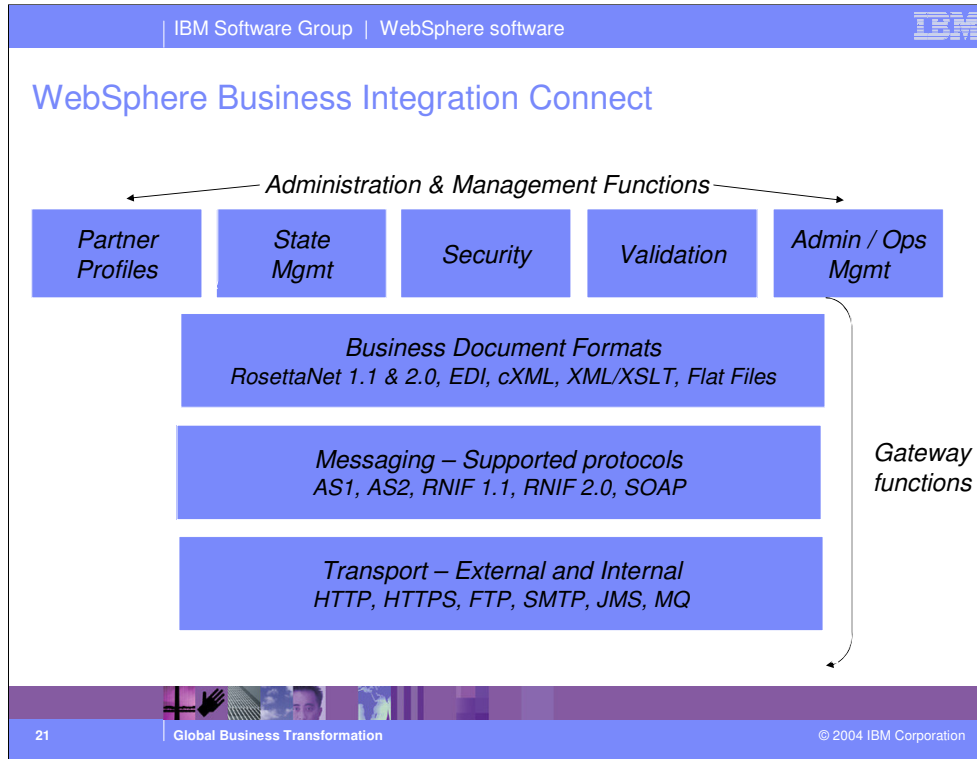 IBM Software Group | WebSphere software
IBM
WebSphere Business Integration Connect
Administration & Management Functions
Partner
Profiles
State
Mgmt
Security
Validation
Admin / Ops
Mgmt
Business Document Formats
RosettaNet 1.1 & 2.0, EDI, cXML, XML/XSLT, Flat Files
Messaging – Supported protocols
AS1, AS2, RNIF 1.1, RNIF 2.0, SOAP
Transport – External and Internal
HTTP, HTTPS, FTP, SMTP, JMS, MQ
Gateway
functions
21
Global Business Transformation
© 2004 IBM Corporation